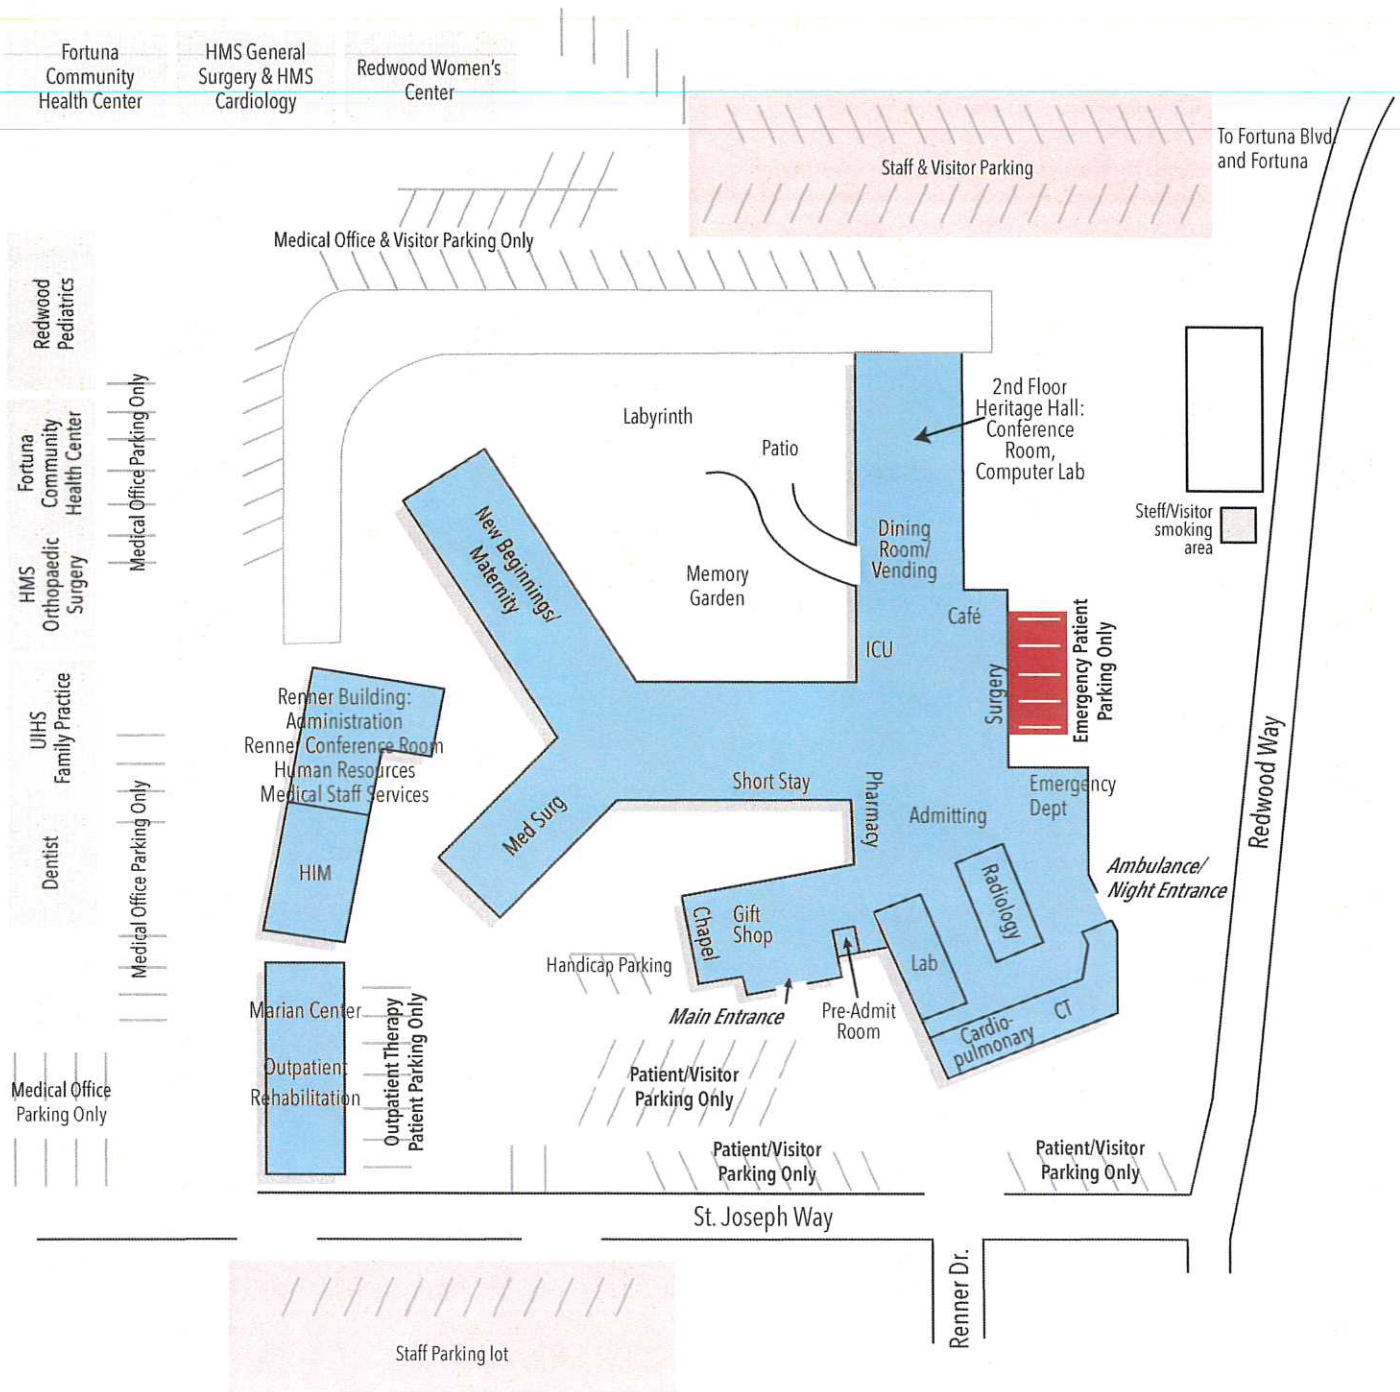 Fortuna
Community
Health Center
HMS General
Surgery & HMS
Cardiology
Redwood Women's
Center
Staff & Visitor Parking
To Fortuna Blvd.
and Fortuna
Medical Office & Visitor Parking Only
Redwood
Pediatrics
Medical Office Parking Only
Fortuna
Community
Health Center
HMS
Orthopaedic
Surgery
UIHS
Family Practice
Dentist
Medical Office Parking Only
Medical Office
Parking Only
Labyrinth
Patio
2nd Floor
Heritage Hall:
Conference
Room,
Computer Lab
Steff/Visitor
smoking
area
New Beginnings/
Maternity
Memory
Garden
Dining
Room/
Vending
Café
ICU
Surgery
Emergency Patient
Parking Only
Redwood Way
Renner Building:
Administration
Renner Conference Room
Human Resources
Medical Staff Services
HIM
Med Surg
Short Stay
Pharmacy
Admitting
Emergency
Dept
Ambulance/
Night Entrance
Radiology
Chapel
Gift
Shop
Lab
Handicap Parking
Main Entrance
Pre-Admit
Room
Cardio-
pulmonary
CT
Marian Center
Outpatient
Rehabilitation
Outpatient Therapy
Patient Parking Only
Patient/Visitor
Parking Only
Patient/Visitor
Parking Only
Patient/Visitor
Parking Only
St. Joseph Way
Renner Dr.
Staff Parking lot